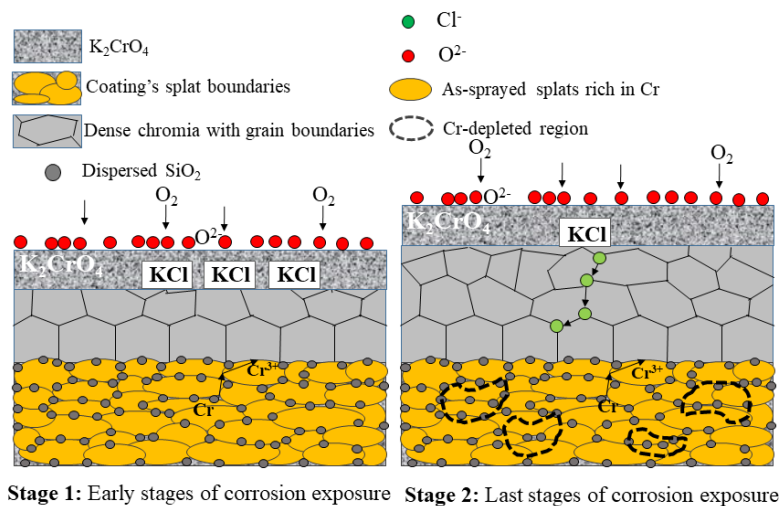 K₂CrO₄
Coating's splat boundaries
Dense chromia with grain boundaries
Dispersed SiO₂
Cl⁻
O²⁻
As-sprayed splats rich in Cr
Cr-depleted region
O₂
O₂
O²⁻
K₂CrO₄
KCl
KCl
KCl
Cr³⁺
Cr
Stage 1: Early stages of corrosion exposure
O₂
O₂
O²⁻
K₂CrO₄
KCl
Cr³⁺
Cr
Stage 2: Last stages of corrosion exposure